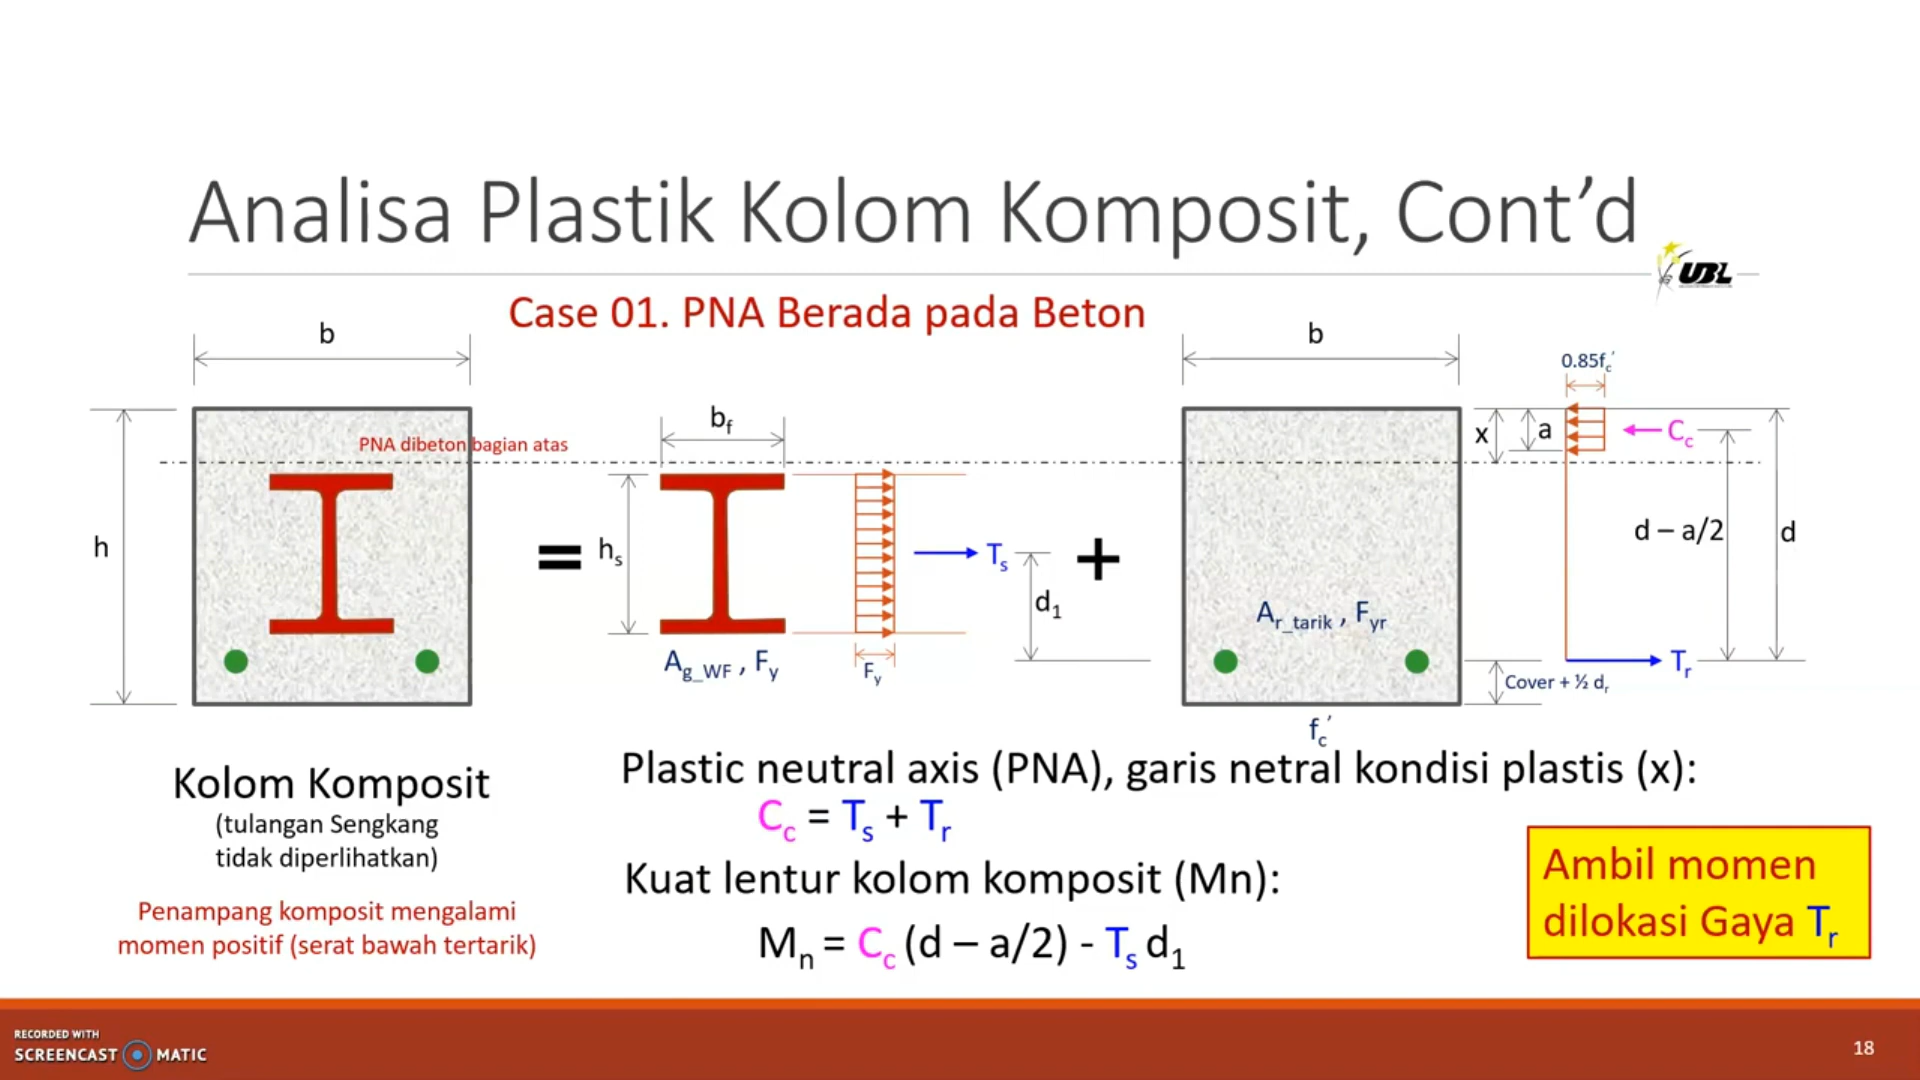 Analisa Plastik Kolom Komposit, Cont’d
UBL
Case 01. PNA Berada pada Beton
b
b
0.85fc′
bf
PNA dibeton bagian atas
x
a
Cc
h
hs
=
Ts
+
d – a/2
d
d1
Ar_tarik , Fyr
Ag_WF , Fy
Fy
Tr
Cover + ½ dr
fc′
Kolom Komposit
(tulangan Sengkang
tidak diperlihatkan)
Penampang komposit mengalami
momen positif (serat bawah tertarik)
Plastic neutral axis (PNA), garis netral kondisi plastis (x):
Cc = Ts + Tr
Kuat lentur kolom komposit (Mn):
Mn = Cc (d – a/2) - Ts d1
Ambil momen
dilokasi Gaya Tr
RECORDED WITH
SCREENCAST MATIC
18